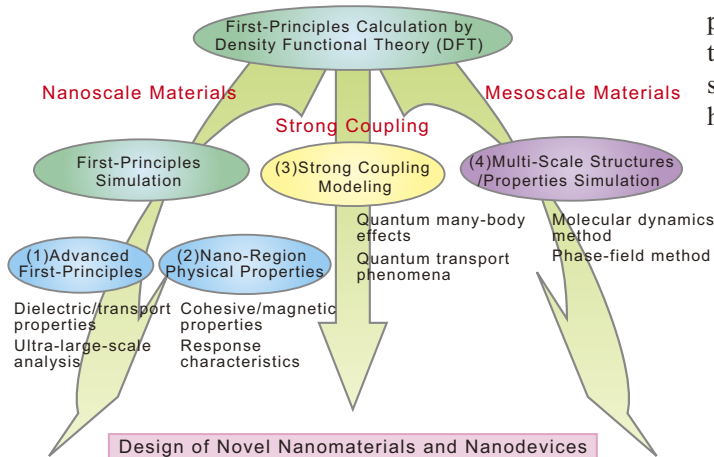 First-Principles Calculation by
Density Functional Theory (DFT)
Nanoscale Materials
Mesoscale Materials
Strong Coupling
First-Principles
Simulation
(3)Strong Coupling
Modeling
(4)Multi-Scale Structures
/Properties Simulation
Quantum many-body
effects
Quantum transport
phenomena
Molecular dynamics
method
Phase-field method
(1)Advanced
First-Principles
(2)Nano-Region
Physical Properties
Dielectric/transport
properties
Ultra-large-scale
analysis
Cohesive/magnetic
properties
Response
characteristics
Design of Novel Nanomaterials and Nanodevices